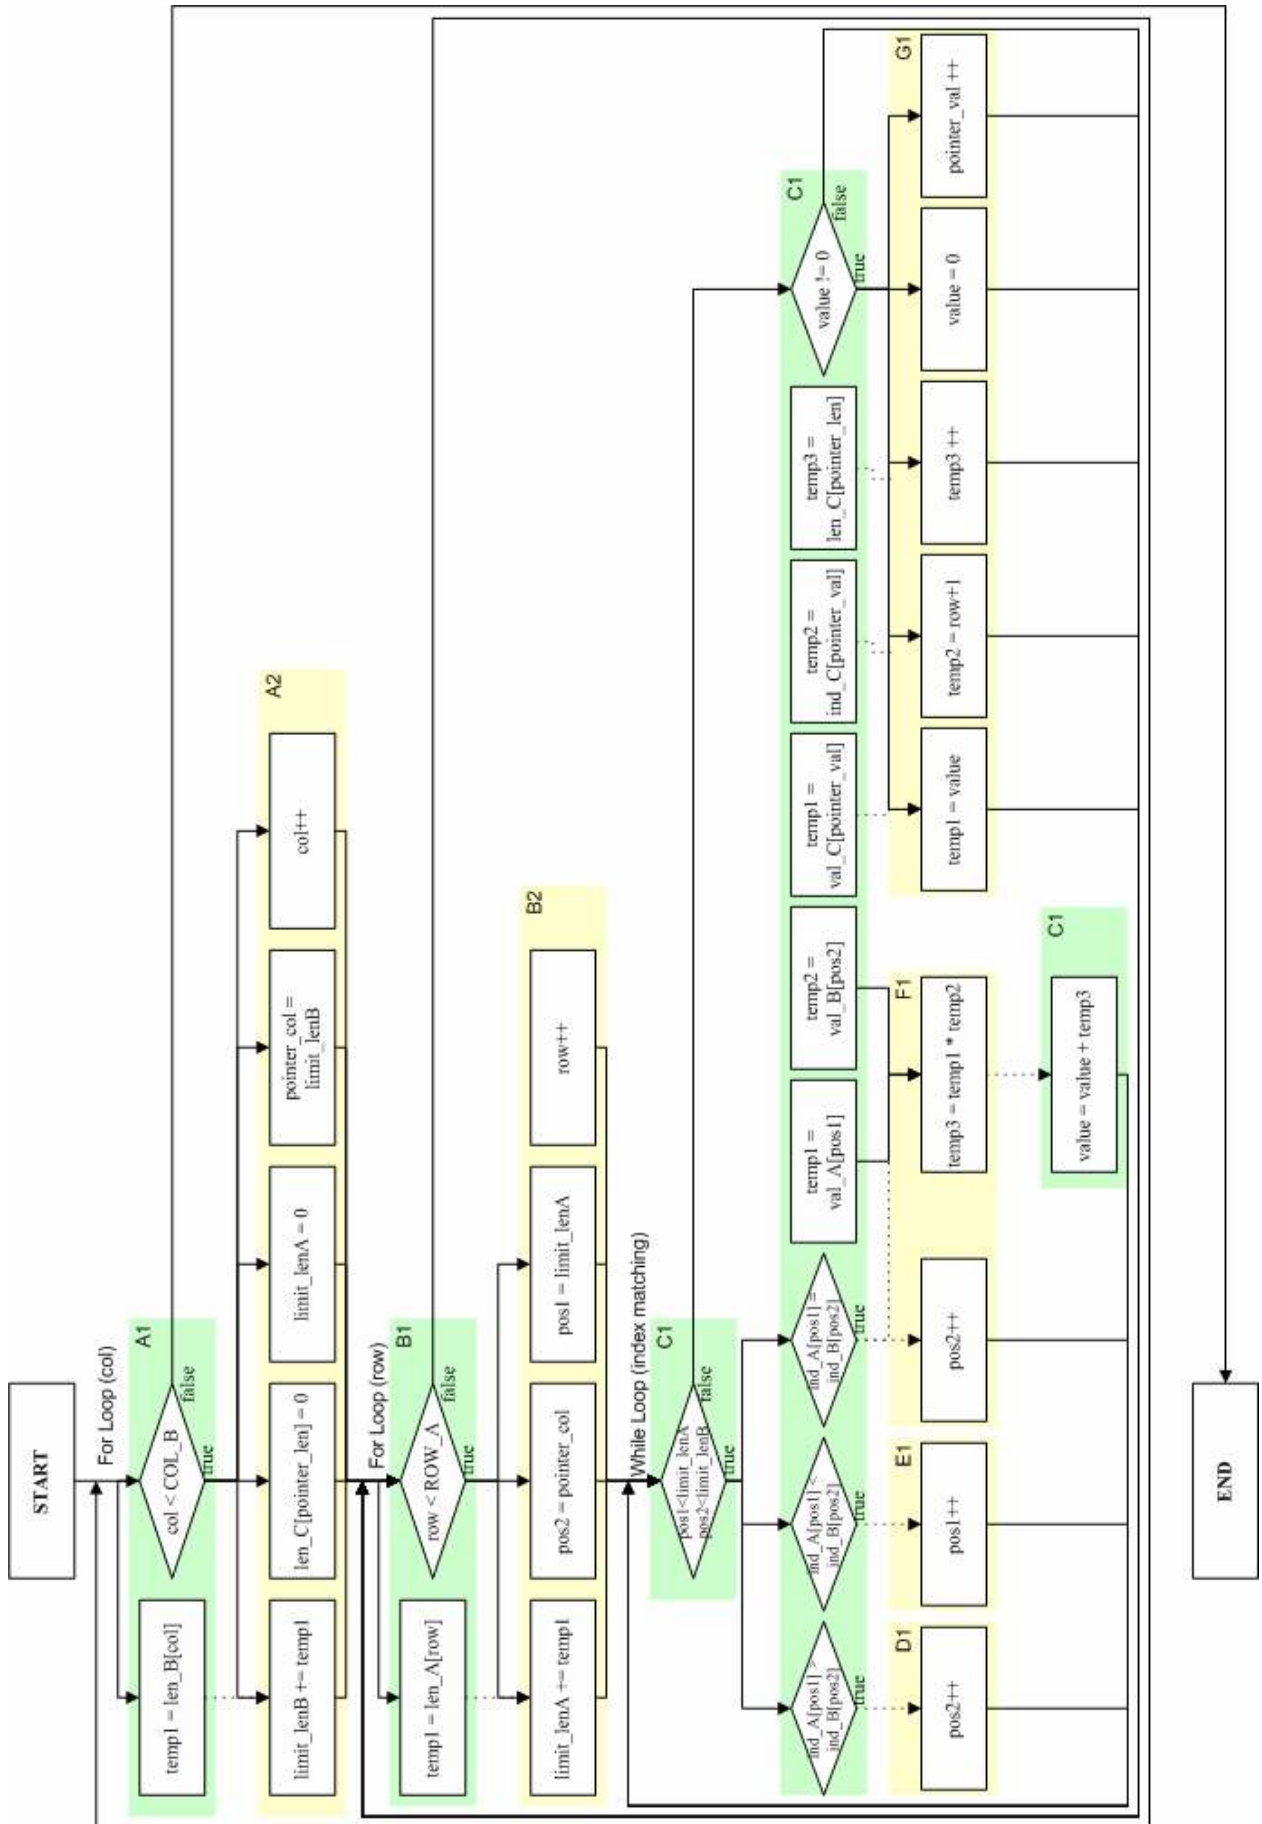 START
For Loop (col)
A1
temp1 = len_B[col]
col < COL_B
true
false
A2
limit_lenB += temp1
len_C[pointer_len] = 0
limit_lenA = 0
pointer_col =
limit_lenB
col++
For Loop (row)
B1
temp1 = len_A[row]
row < ROW_A
true
false
B2
limit_lenA += temp1
pos2 = pointer_col
pos1 = limit_lenA
row++
While Loop (index matching)
C1
pos1<limit_lenA
pos2<limit_lenB
true
false
C1
ind_A[pos1] >
ind_B[pos2]
true
ind_A[pos1] <
ind_B[pos2]
true
ind_A[pos1] =
ind_B[pos2]
true
temp1 =
val_A[pos1]
temp2 =
val_B[pos2]
temp1 =
val_C[pointer_val]
temp2 =
ind_C[pointer_val]
temp3 =
len_C[pointer_len]
value != 0
true
false
D1
pos2++
E1
pos1++
F1
pos2++
temp3 = temp1 * temp2
G1
temp1 = value
temp2 = row+1
temp3 ++
value = 0
pointer_val ++
C1
value = value + temp3
END